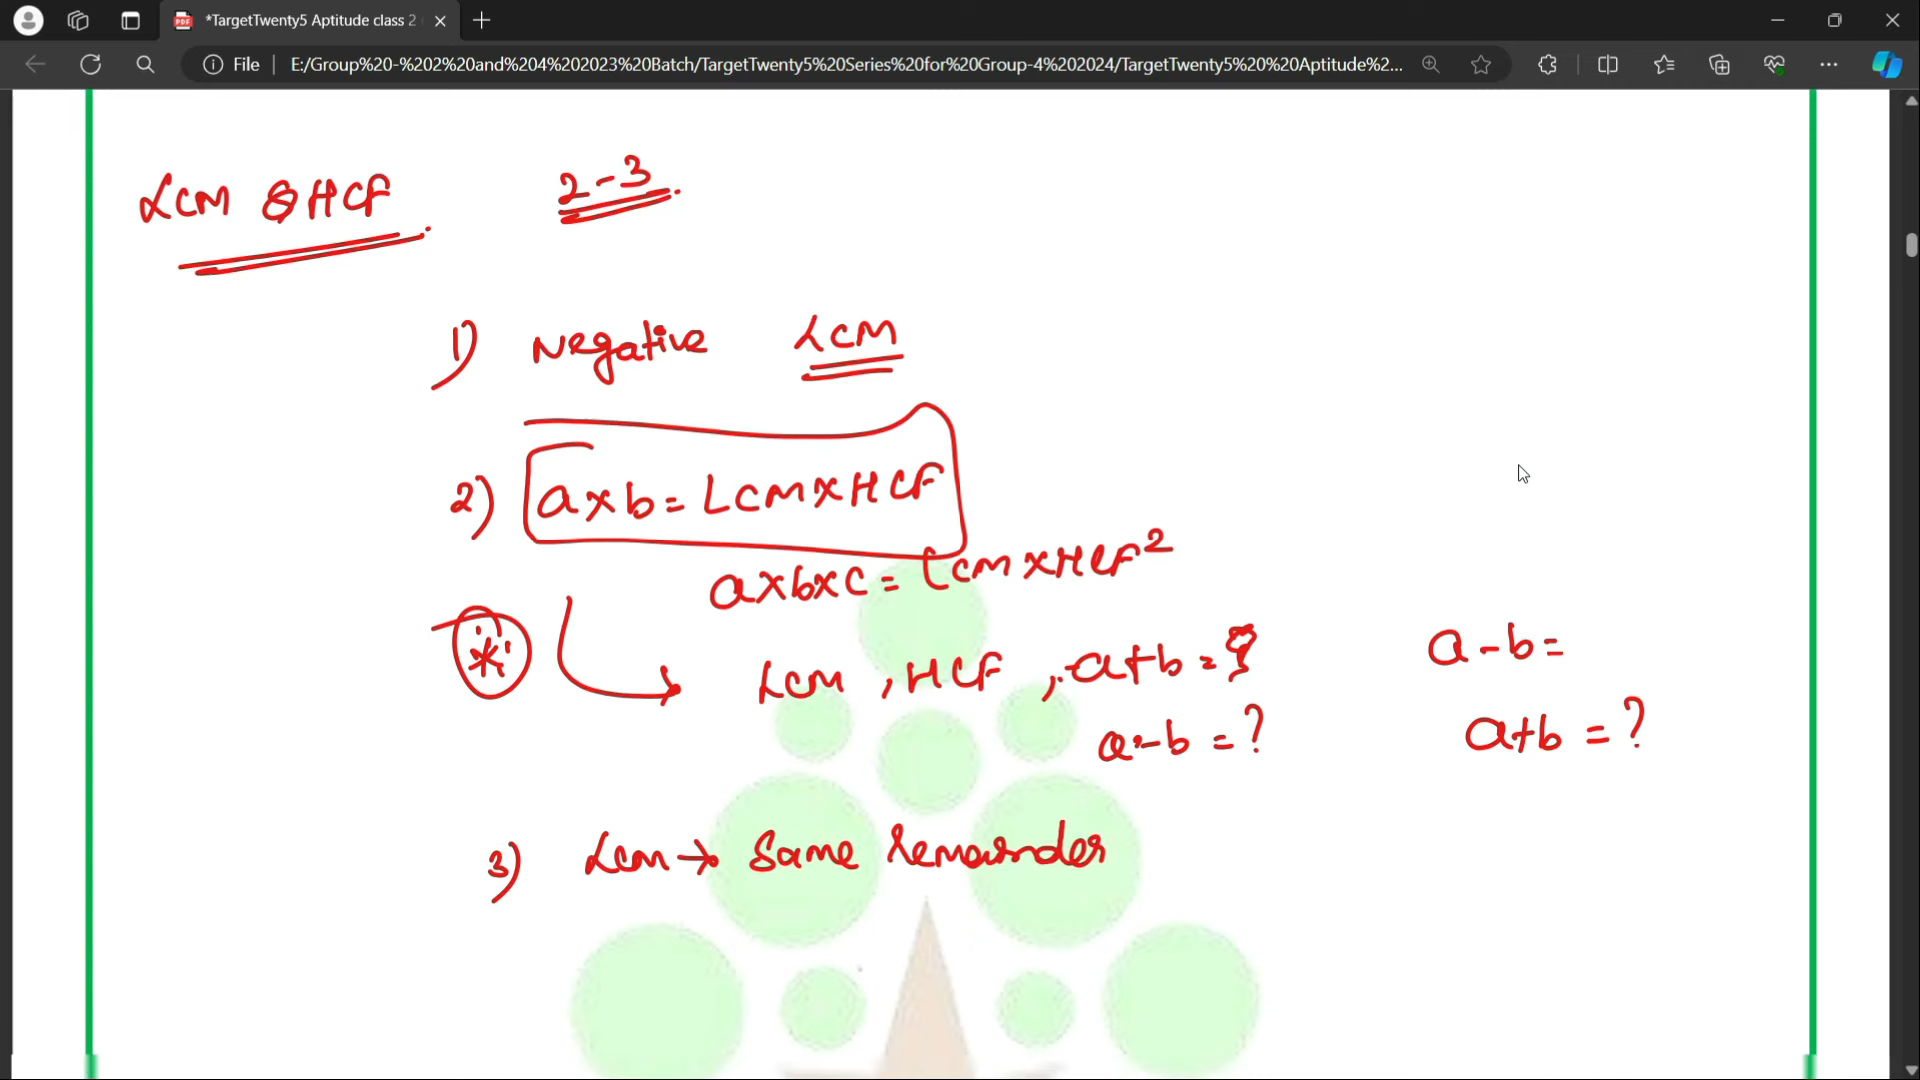 *TargetTwenty5 Aptitude class 2
File
E:/Group%20-%202%20and%204%202023%20Batch/TargetTwenty5%20Series%20for%20Group-4%202024/TargetTwenty5%20%20Aptitude%2...
LCM & HCF 2-3
1) Negative LCM
2) a×b = LCM×HCF
a×b×c = LCM×HCF²
* LCM, HCF, a+b = ? a-b =
a-b = ? a+b = ?
3) LCM → Same Remainder